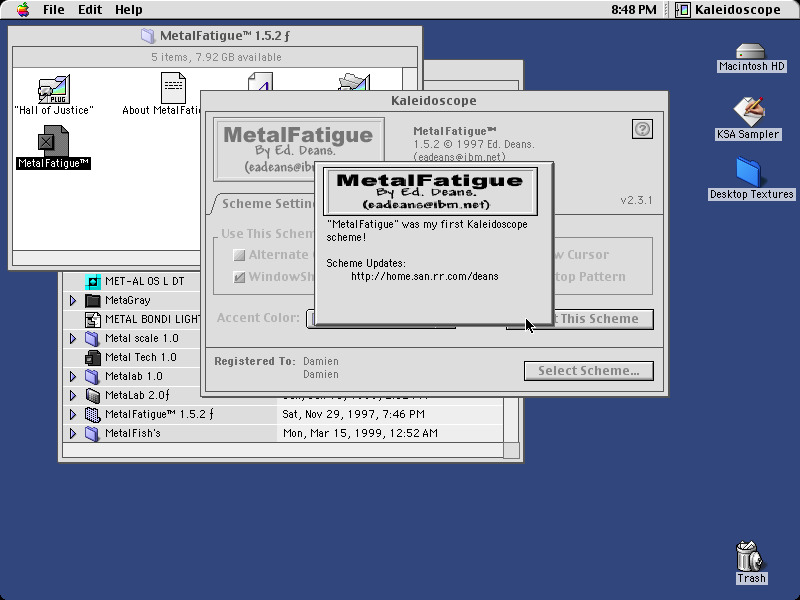 File Edit Help
8:48 PM Kaleidoscope
MetalFatigue™ 1.5.2 ƒ
5 items, 7.92 GB available
PLUG
"Hall of Justice"
About MetalFati
MetalFatigue™
Macintosh HD
KSA Sampler
Desktop Textures
Trash
Kaleidoscope
MetalFatigue
By Ed. Deans.
(eadeans@ib
MetalFatigue™
1.5.2 © 1997 Ed. Deans.
(eadeans@ibm.net)
Scheme Settin
v2.3.1
Use This Schem
Alternate
w Cursor
WindowSh
top Pattern
Accent Color:
This Scheme
Registered To: Damien
Damien
Select Scheme...
MetalFatigue
By Ed. Deans.
(eadeans@ibm.net)
"MetalFatigue" was my first Kaleidoscope
scheme!
Scheme Updates:
http://home.san.rr.com/deans
MET-AL OS L DT
MetaGray
METAL BONDI LIGHT
Metal scale 1.0
Metal Tech 1.0
Metalab 1.0
MetaLab 2.0ƒ
MetalFatigue™ 1.5.2 ƒ Sat, Nov 29, 1997, 7:46 PM
MetalFish's Mon, Mar 15, 1999, 12:52 AM